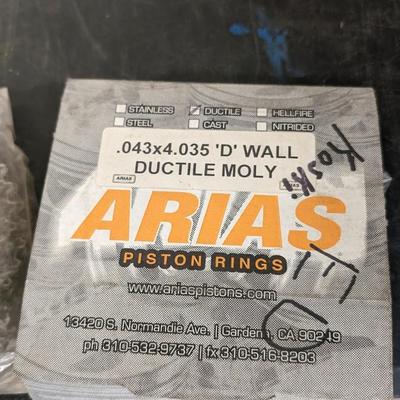 STAINLESS DUCTILE HELLFIRE
STEEL CAST NITRIDED
.043x4.035 'D' WALL
DUCTILE MOLY
ARIAS
ARIAS
PISTON RINGS
www.ariaspistons.com
13420 S. Normandie Ave. | Gardena, CA 90249
ph 310-532-9737 | fx 310-516-8203
Koski